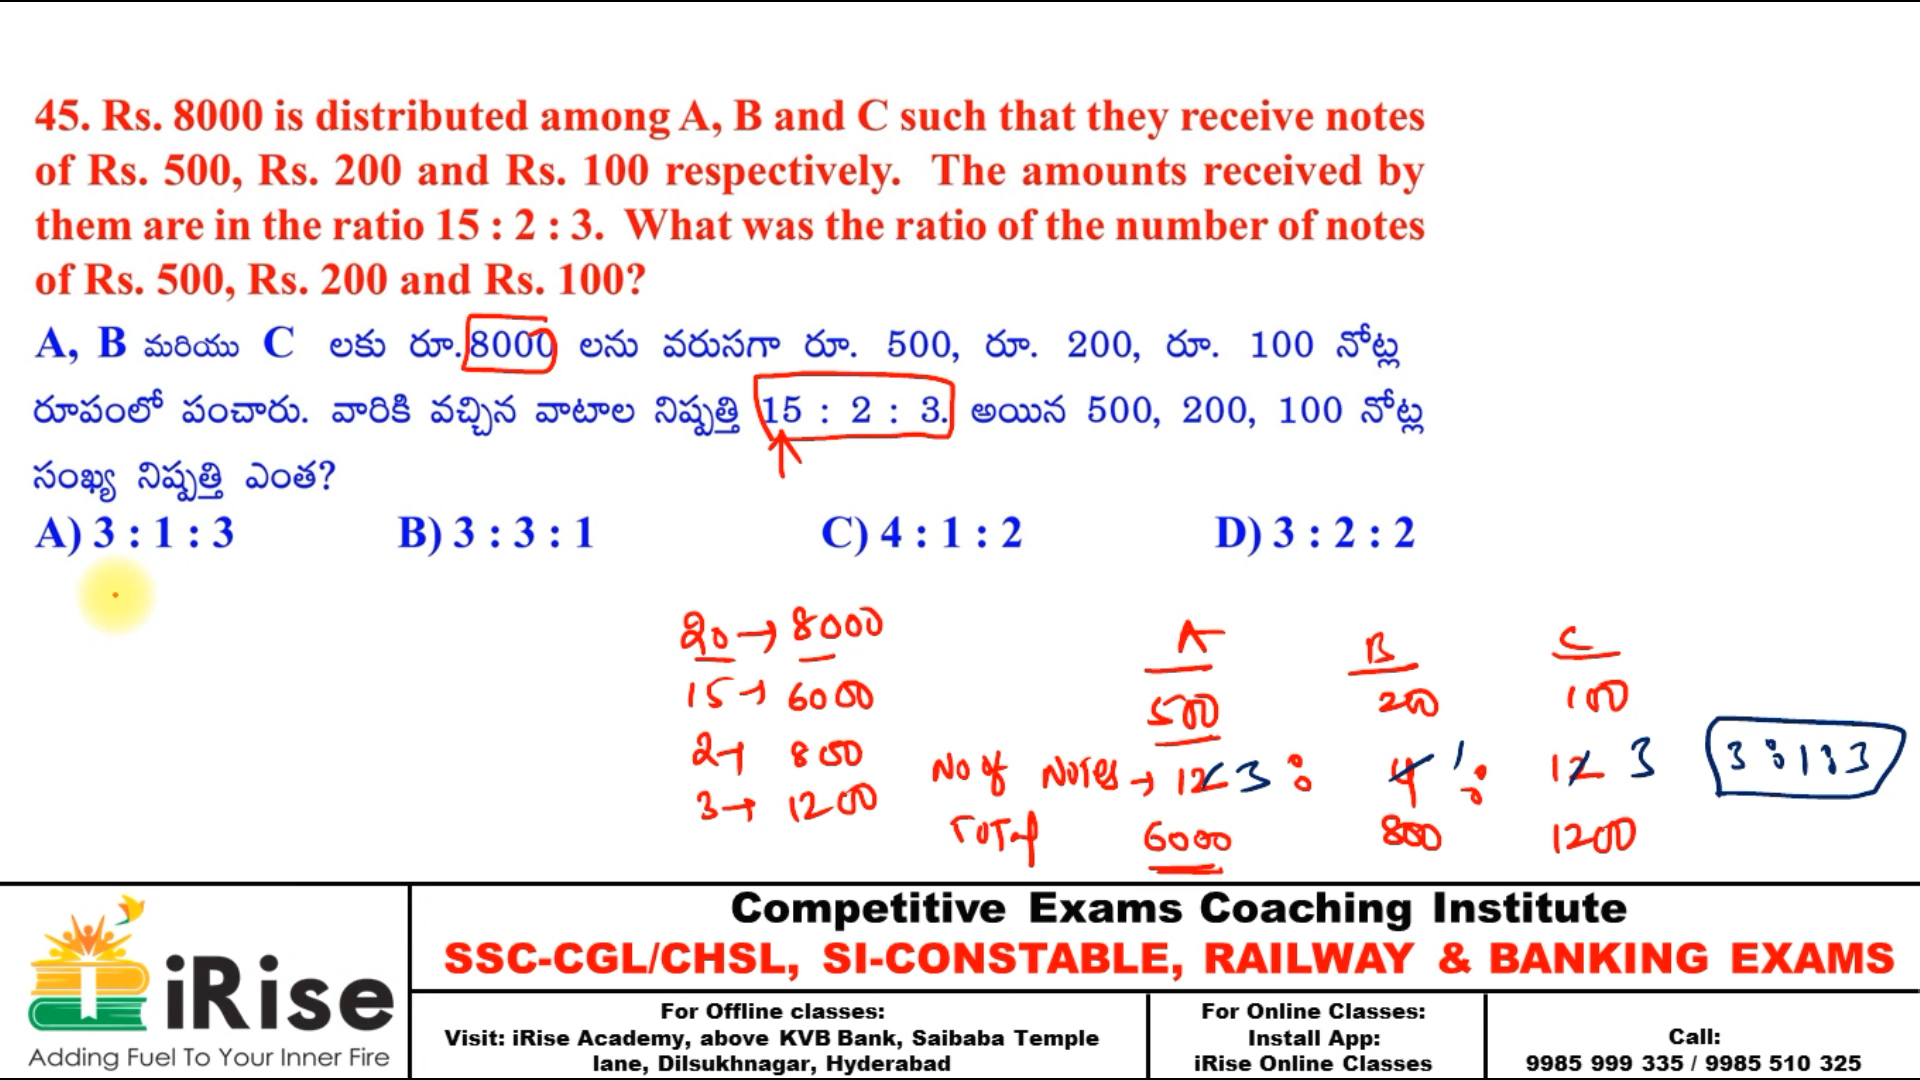 45. Rs. 8000 is distributed among A, B and C such that they receive notes
of Rs. 500, Rs. 200 and Rs. 100 respectively. The amounts received by
them are in the ratio 15 : 2 : 3. What was the ratio of the number of notes
of Rs. 500, Rs. 200 and Rs. 100?
A, B మరియు C లకు రూ.8000 లను వరుసగా రూ. 500, రూ. 200, రూ. 100 నోట్ల
రూపంలో పంచారు. వారికి వచ్చిన వాటాల నిష్పత్తి 15 : 2 : 3. అయిన 500, 200, 100 నోట్ల
సంఖ్య నిష్పత్తి ఎంత?
A) 3 : 1 : 3 B) 3 : 3 : 1 C) 4 : 1 : 2 D) 3 : 2 : 2
20 → 8000
15 → 6000
2 → 800
3 → 1200
A B C
500 200 100
No of Notes → 12 3 : 4 1 : 12 3
Total 6000 800 1200
3 : 1 : 3
iRise
Adding Fuel To Your Inner Fire
Competitive Exams Coaching Institute
SSC-CGL/CHSL, SI-CONSTABLE, RAILWAY & BANKING EXAMS
For Offline classes:
Visit: iRise Academy, above KVB Bank, Saibaba Temple
lane, Dilsukhnagar, Hyderabad
For Online Classes:
Install App:
iRise Online Classes
Call:
9985 999 335 / 9985 510 325